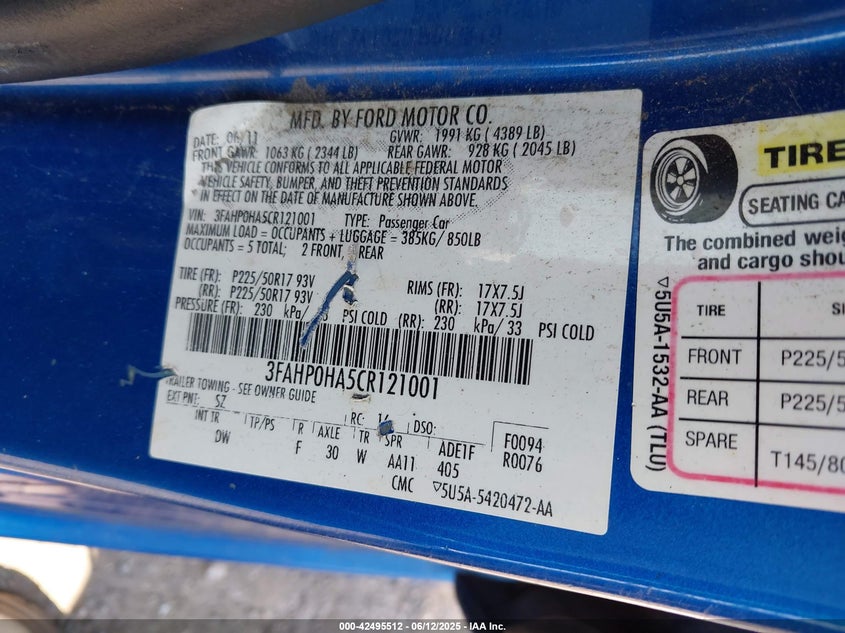 MFD. BY FORD MOTOR CO.
DATE: 06/11 GVWR: 1991 KG ( 4389 LB)
FRONT GAWR: 1063 KG ( 2344 LB) REAR GAWR: 928 KG ( 2045 LB)
THIS VEHICLE CONFORMS TO ALL APPLICABLE FEDERAL MOTOR
VEHICLE SAFETY, BUMPER, AND THEFT PREVENTION STANDARDS
IN EFFECT ON THE DATE OF MANUFACTURE SHOWN ABOVE.
VIN: 3FAHP0HA5CR121001 TYPE: Passenger Car
MAXIMUM LOAD = OCCUPANTS + LUGGAGE = 385KG/ 850LB
OCCUPANTS = 5 TOTAL; 2 FRONT REAR
TIRE (FR): P225/50R17 93V RIMS (FR): 17X7.5J
(RR): P225/50R17 93V (RR): 17X7.5J
PRESSURE (FR): 230 kPa/ PSI COLD (RR): 230 kPa/ 33 PSI COLD
3FAHP0HA5CR121001
TRAILER TOWING - SEE OWNER GUIDE
EXT PNT: SZ RC: 14 DSO:
INT TR TP/PS R AXLE TR SPR ADE1F F0094
DW F 30 W AA11 405 R0076
CMC ▽5U5A-5420472-AA
TIRE
SEATING CA
The combined weig
and cargo shou
▽5U5A-1532-AA (TLU)
TIRE SI
FRONT P225/5
REAR P225/5
SPARE T145/80
000-42495512 - 06/12/2025 - IAA Inc.